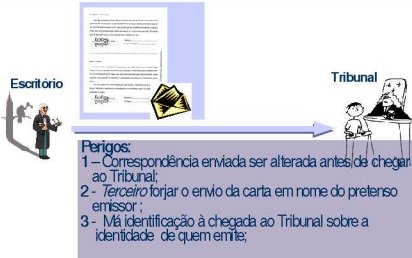 Escritório
Tribunal
Perigos:
1 – Correspondência enviada ser alterada antes de chegar
ao Tribunal;
2 - Terceiro forjar o envio da carta em nome do pretenso
emissor ;
3 - Má identificação à chegada ao Tribunal sobre a
identidade de quem emite;